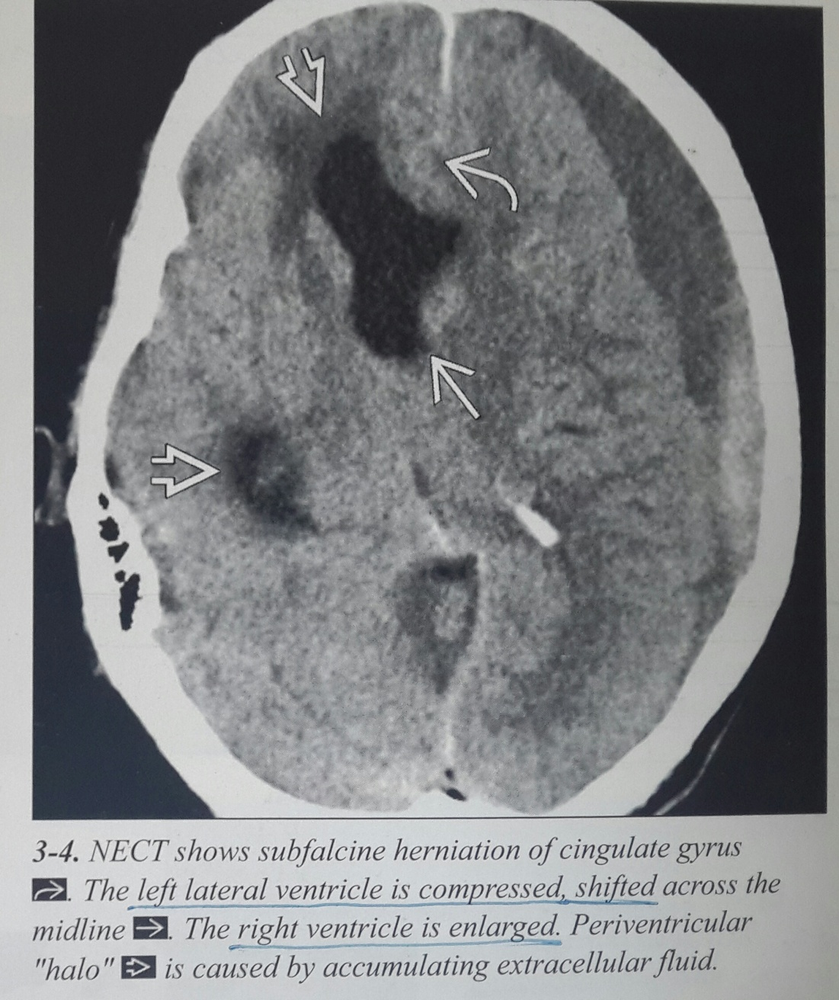 3-4. NECT shows subfalcine herniation of cingulate gyrus
. The left lateral ventricle is compressed, shifted across the
midline . The right ventricle is enlarged. Periventricular
"halo" is caused by accumulating extracellular fluid.